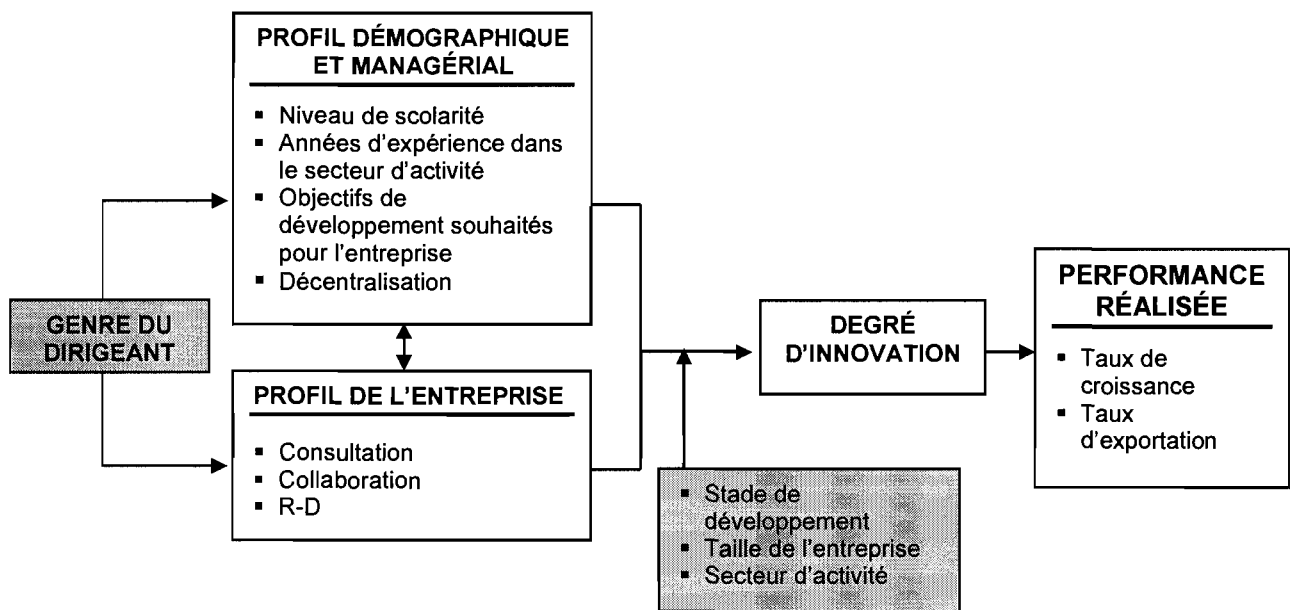 PROFIL DÉMOGRAPHIQUE
ET MANAGÉRIAL
▪ Niveau de scolarité
▪ Années d'expérience dans
le secteur d'activité
▪ Objectifs de
développement souhaités
pour l'entreprise
▪ Décentralisation
GENRE DU
DIRIGEANT
PROFIL DE L'ENTREPRISE
▪ Consultation
▪ Collaboration
▪ R-D
▪ Stade de
développement
▪ Taille de l'entreprise
▪ Secteur d'activité
DEGRÉ
D'INNOVATION
PERFORMANCE
RÉALISÉE
▪ Taux de
croissance
▪ Taux
d'exportation